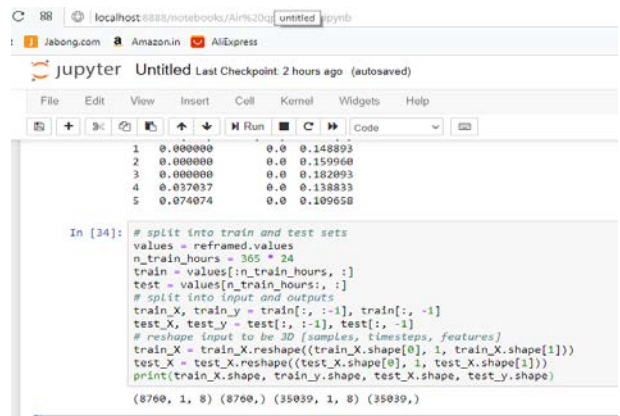 localhost:8888/notebooks/Air%20 untitled ipynb
Jabong.com Amazon.in AliExpress
jupyter Untitled Last Checkpoint: 2 hours ago (autosaved)
File Edit View Insert Cell Kernel Widgets Help
Run Code
1 0.000000 0.0 0.148893
2 0.000000 0.0 0.159960
3 0.000000 0.0 0.182093
4 0.037037 0.0 0.138833
5 0.074074 0.0 0.109658
In [34]: # split into train and test sets
values = reframed.values
n_train_hours = 365 * 24
train = values[:n_train_hours, :]
test = values[n_train_hours:, :]
# split into input and outputs
train_X, train_y = train[:, :-1], train[:, -1]
test_X, test_y = test[:, :-1], test[:, -1]
# reshape input to be 3D [samples, timesteps, features]
train_X = train_X.reshape((train_X.shape[0], 1, train_X.shape[1]))
test_X = test_X.reshape((test_X.shape[0], 1, test_X.shape[1]))
print(train_X.shape, train_y.shape, test_X.shape, test_y.shape)
(8760, 1, 8) (8760,) (35039, 1, 8) (35039,)